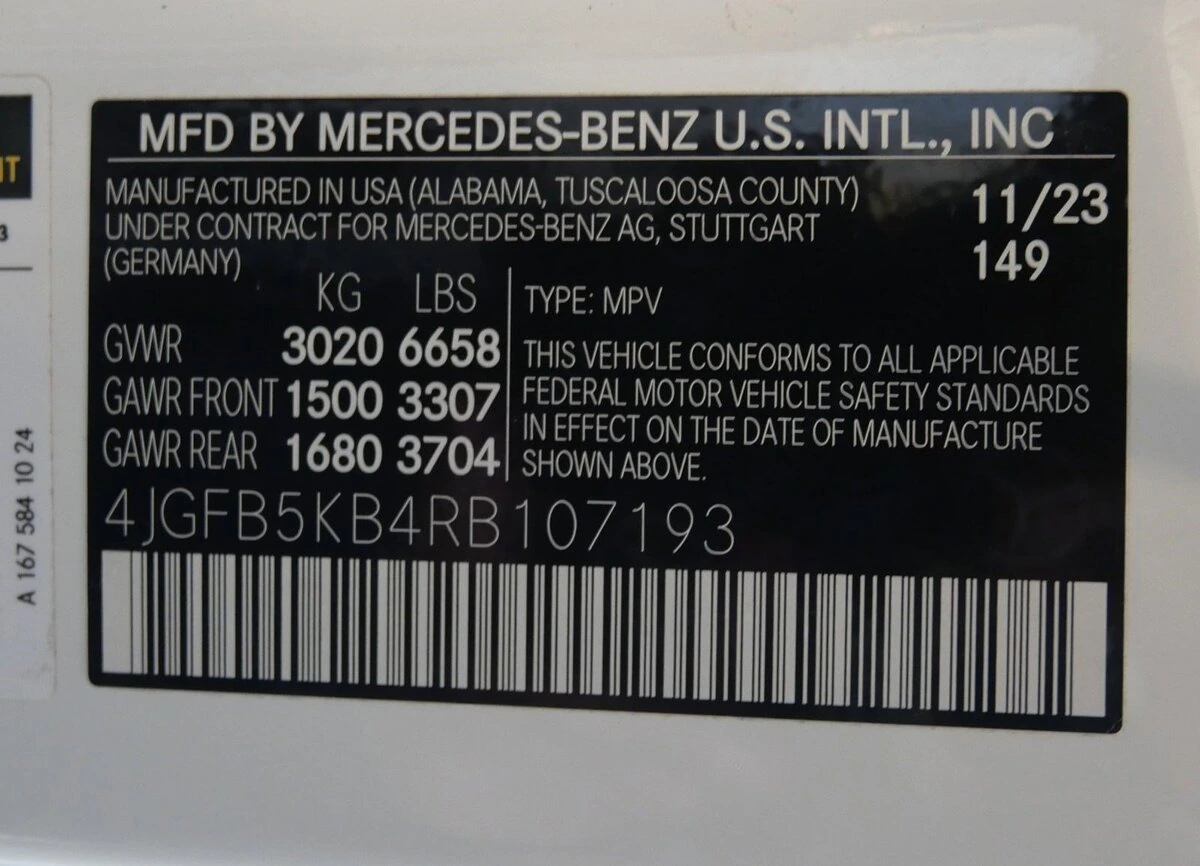 MFD BY MERCEDES-BENZ U.S. INTL., INC
MANUFACTURED IN USA (ALABAMA, TUSCALOOSA COUNTY)
UNDER CONTRACT FOR MERCEDES-BENZ AG, STUTTGART
(GERMANY)
11/23
149
KG LBS
GVWR 3020 6658
GAWR FRONT 1500 3307
GAWR REAR 1680 3704
TYPE: MPV
THIS VEHICLE CONFORMS TO ALL APPLICABLE
FEDERAL MOTOR VEHICLE SAFETY STANDARDS
IN EFFECT ON THE DATE OF MANUFACTURE
SHOWN ABOVE.
4JGFB5KB4RB107193
A 167 584 10 24